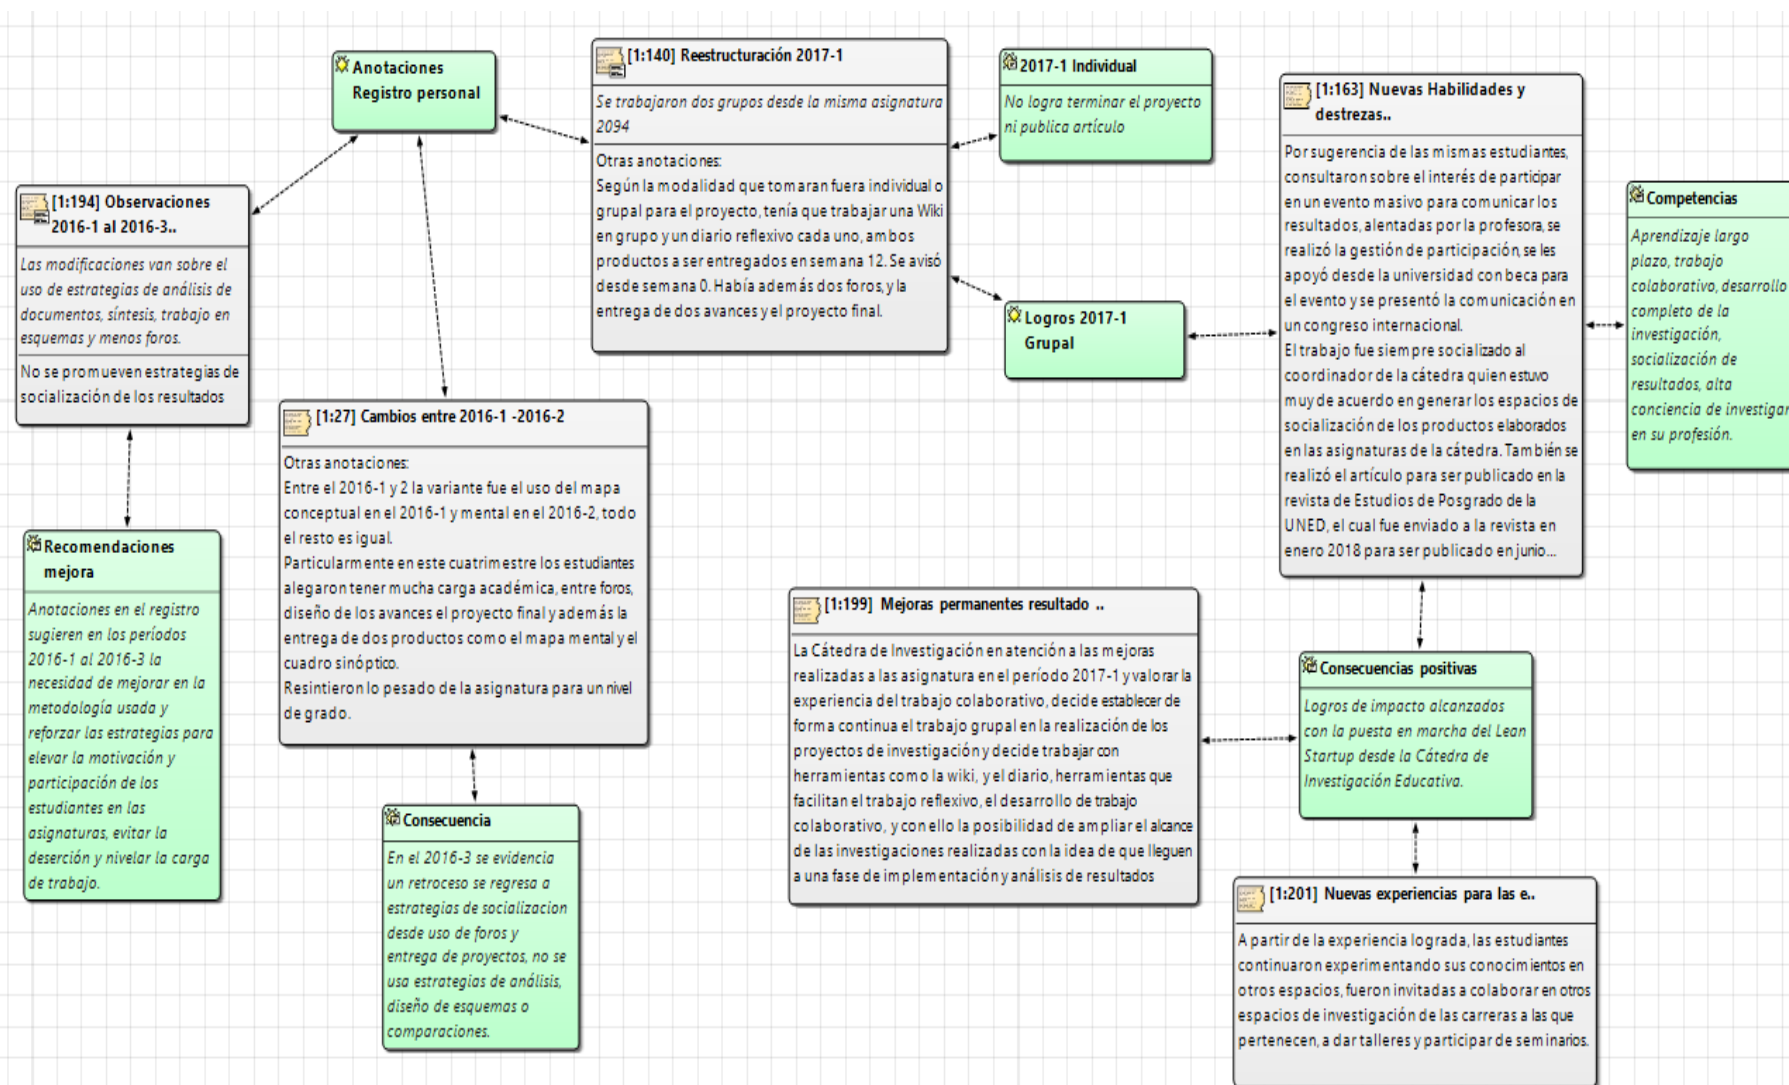 Anotaciones
Registro personal
[1:140] Reestructuración 2017-1
Se trabajaron dos grupos desde la misma asignatura
2094
Otras anotaciones:
Según la modalidad que tomaran fuera individual o
grupal para el proyecto, tenía que trabajar una Wiki
en grupo y un diario reflexivo cada uno, ambos
productos a ser entregados en semana 12. Se avisó
desde semana 0. Había además dos foros, y la
entrega de dos avances y el proyecto final.
2017-1 Individual
No logra terminar el proyecto
ni publica artículo
Logros 2017-1
Grupal
[1:163] Nuevas Habilidades y
destrezas..
Por sugerencia de las mismas estudiantes,
consultaron sobre el interés de participar
en un evento masivo para comunicar los
resultados, alentadas por la profesora, se
realizó la gestión de participación, se les
apoyó desde la universidad con beca para
el evento y se presentó la comunicación en
un congreso internacional.
El trabajo fue siempre socializado al
coordinador de la cátedra quien estuvo
muy de acuerdo en generar los espacios de
socialización de los productos elaborados
en las asignaturas de la cátedra. También se
realizó el artículo para ser publicado en la
revista de Estudios de Posgrado de la
UNED, el cual fue enviado a la revista en
enero 2018 para ser publicado en junio...
Competencias
Aprendizaje largo
plazo, trabajo
colaborativo, desarrollo
completo de la
investigación,
socialización de
resultados, alta
conciencia de investigar
en su profesión.
[1:194] Observaciones
2016-1 al 2016-3..
Las modificaciones van sobre el
uso de estrategias de análisis de
documentos, síntesis, trabajo en
esquemas y menos foros.
No se promueven estrategias de
socialización de los resultados
[1:27] Cambios entre 2016-1 -2016-2
Otras anotaciones:
Entre el 2016-1 y 2 la variante fue el uso del mapa
conceptual en el 2016-1 y mental en el 2016-2, todo
el resto es igual.
Particularmente en este cuatrimestre los estudiantes
alegaron tener mucha carga académica, entre foros,
diseño de los avances el proyecto final y además la
entrega de dos productos como el mapa mental y el
cuadro sinóptico.
Resintieron lo pesado de la asignatura para un nivel
de grado.
Recomendaciones
mejora
Anotaciones en el registro
sugieren en los períodos
2016-1 al 2016-3 la
necesidad de mejorar en la
metodología usada y
reforzar las estrategias para
elevar la motivación y
participación de los
estudiantes en las
asignaturas, evitar la
deserción y nivelar la carga
de trabajo.
Consecuencia
En el 2016-3 se evidencia
un retroceso se regresa a
estrategias de socializacion
desde uso de foros y
entrega de proyectos, no se
usa estrategias de análisis,
diseño de esquemas o
comparaciones.
[1:199] Mejoras permanentes resultado ..
La Cátedra de Investigación en atención a las mejoras
realizadas a las asignatura en el período 2017-1 y valorar la
experiencia del trabajo colaborativo, decide establecer de
forma continua el trabajo grupal en la realización de los
proyectos de investigación y decide trabajar con
herramientas como la wiki, y el diario, herramientas que
facilitan el trabajo reflexivo, el desarrollo de trabajo
colaborativo, y con ello la posibilidad de ampliar el alcance
de las investigaciones realizadas con la idea de que lleguen
a una fase de implementación y análisis de resultados
Consecuencias positivas
Logros de impacto alcanzados
con la puesta en marcha del Lean
Startup desde la Cátedra de
Investigación Educativa.
[1:201] Nuevas experiencias para las e..
A partir de la experiencia lograda, las estudiantes
continuaron experimentando sus conocimientos en
otros espacios, fueron invitadas a colaborar en otros
espacios de investigación de las carreras a las que
pertenecen, a dar talleres y participar de seminarios.